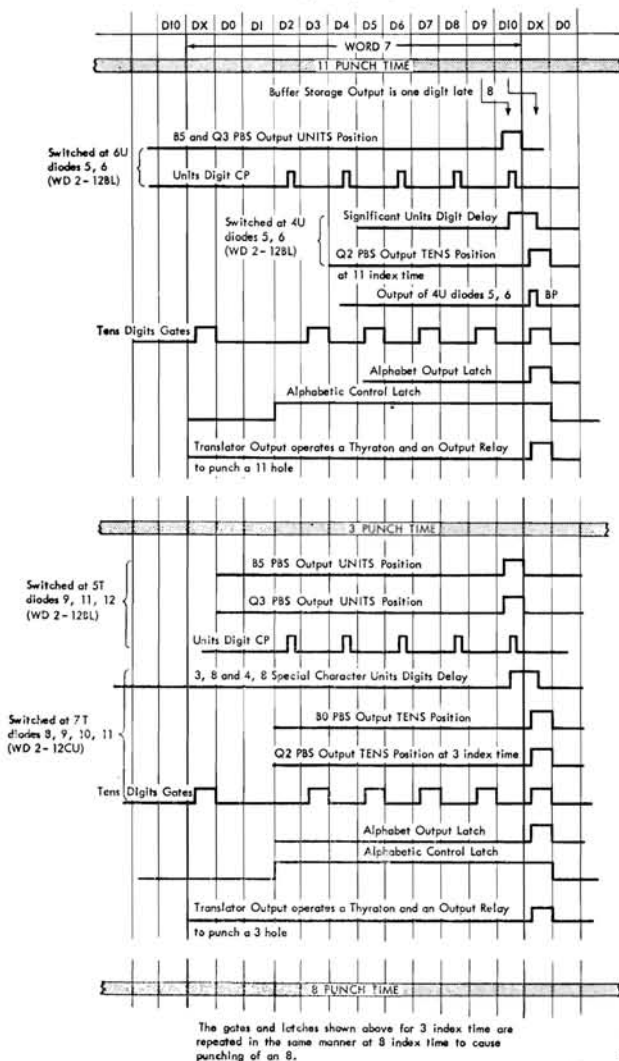 D10 DX D0 D1 D2 D3 D4 D5 D6 D7 D8 D9 D10 DX D0
WORD 7
11 PUNCH TIME
Buffer Storage Output is one digit late 8
B5 and Q3 PBS Output UNITS Position
Switched at 6U
diodes 5, 6
(WD 2-12BL)
Units Digit CP
Significant Units Digit Delay
Switched at 4U
diodes 5, 6
(WD 2-12BL)
Q2 PBS Output TENS Position
at 11 index time
Output of 4U diodes 5, 6 BP
Tens Digits Gates
Alphabet Output Latch
Alphabetic Control Latch
Translator Output operates a Thyraton and an Output Relay
to punch a 11 hole
3 PUNCH TIME
B5 PBS Output UNITS Position
Switched at 5T
diodes 9, 11, 12
(WD 2-12BL)
Q3 PBS Output UNITS Position
Units Digit CP
3, 8 and 4, 8 Special Character Units Digits Delay
Switched at 7T
diodes 8, 9, 10, 11
(WD 2-12CU)
B0 PBS Output TENS Position
Q2 PBS Output TENS Position at 3 index time
Tens Digits Gates
Alphabet Output Latch
Alphabetic Control Latch
Translator Output operates a Thyraton and an Output Relay
to punch a 3 hole
8 PUNCH TIME
The gates and latches shown above for 3 index time are
repeated in the same manner at 8 index time to cause
punching of an 8.